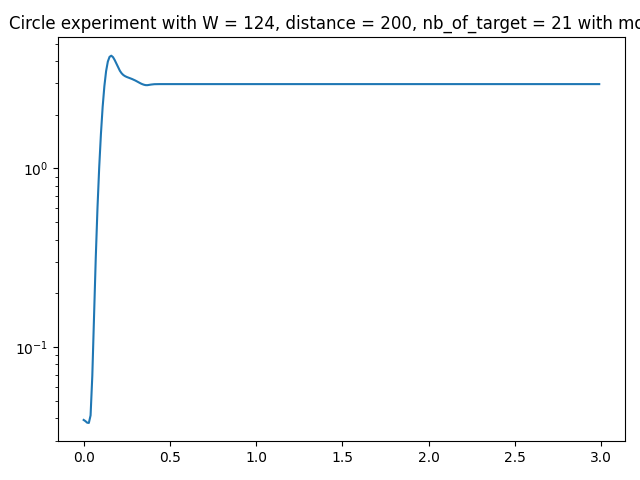 Circle experiment with W = 124, distance = 200, nb_of_target = 21 with
10⁰
10⁻¹
0.0 0.5 1.0 1.5 2.0 2.5 3.0